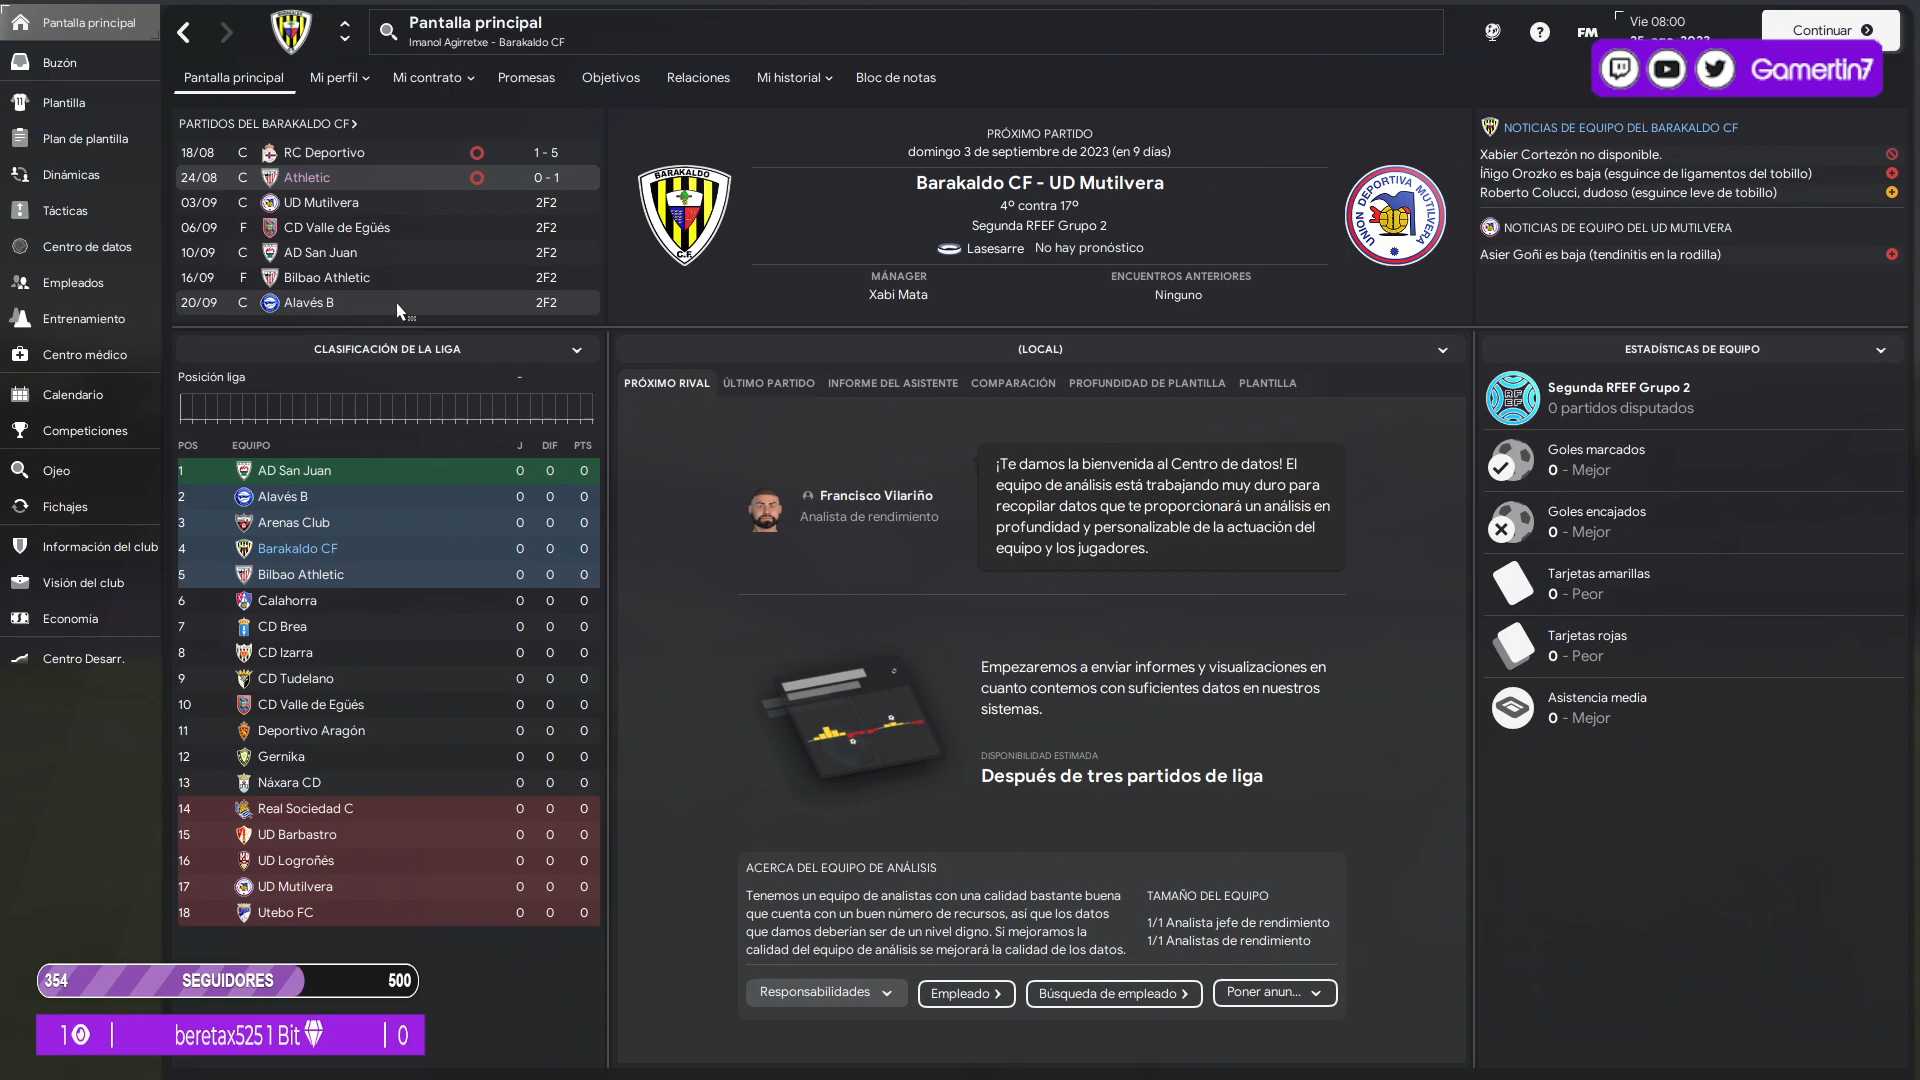 Pantalla principal
Buzón
Plantilla
Plan de plantilla
Dinámicas
Tácticas
Centro de datos
Empleados
Entrenamiento
Centro médico
Calendario
Competiciones
Ojeo
Fichajes
Información del club
Visión del club
Economía
Centro Desarr.
Pantalla principal
Imanol Agirretxe - Barakaldo CF
FM
Vie 08:00
Continuar
Gamertin7
Pantalla principal
Mi perfil
Mi contrato
Promesas
Objetivos
Relaciones
Mi historial
Bloc de notas
PARTIDOS DEL BARAKALDO CF
18/08 C RC Deportivo 1 - 5
24/08 C Athletic 0 - 1
03/09 C UD Mutilvera 2F2
06/09 F CD Valle de Egüés 2F2
10/09 C AD San Juan 2F2
16/09 F Bilbao Athletic 2F2
20/09 C Alavés B 2F2
BARAKALDO
C.F.
PRÓXIMO PARTIDO
domingo 3 de septiembre de 2023 (en 9 días)
Barakaldo CF - UD Mutilvera
4º contra 17º
Segunda RFEF Grupo 2
Lasesarre No hay pronóstico
MÁNAGER
Xabi Mata
ENCUENTROS ANTERIORES
Ninguno
UNION DEPORTIVA MUTILVERA
NOTICIAS DE EQUIPO DEL BARAKALDO CF
Xabier Cortezón no disponible.
Íñigo Orozko es baja (esguince de ligamentos del tobillo)
Roberto Colucci, dudoso (esguince leve de tobillo)
NOTICIAS DE EQUIPO DEL UD MUTILVERA
Asier Goñi es baja (tendinitis en la rodilla)
CLASIFICACIÓN DE LA LIGA
Posición liga -
POS EQUIPO J DIF PTS
1 AD San Juan 0 0 0
2 Alavés B 0 0 0
3 Arenas Club 0 0 0
4 Barakaldo CF 0 0 0
5 Bilbao Athletic 0 0 0
6 Calahorra 0 0 0
7 CD Brea 0 0 0
8 CD Izarra 0 0 0
9 CD Tudelano 0 0 0
10 CD Valle de Egüés 0 0 0
11 Deportivo Aragón 0 0 0
12 Gernika 0 0 0
13 Náxara CD 0 0 0
14 Real Sociedad C 0 0 0
15 UD Barbastro 0 0 0
16 UD Logroñés 0 0 0
17 UD Mutilvera 0 0 0
18 Utebo FC 0 0 0
354 SEGUIDORES 500
1 beretax525 1 Bit 0
(LOCAL)
PRÓXIMO RIVAL
ÚLTIMO PARTIDO
INFORME DEL ASISTENTE
COMPARACIÓN
PROFUNDIDAD DE PLANTILLA
PLANTILLA
Francisco Vilariño
Analista de rendimiento
¡Te damos la bienvenida al Centro de datos! El
equipo de análisis está trabajando muy duro para
recopilar datos que te proporcionará un análisis en
profundidad y personalizable de la actuación del
equipo y los jugadores.
Empezaremos a enviar informes y visualizaciones en
cuanto contemos con suficientes datos en nuestros
sistemas.
DISPONIBILIDAD ESTIMADA
Después de tres partidos de liga
ACERCA DEL EQUIPO DE ANÁLISIS
Tenemos un equipo de analistas con una calidad bastante buena
que cuenta con un buen número de recursos, así que los datos
que damos deberían ser de un nivel digno. Si mejoramos la
calidad del equipo de análisis se mejorará la calidad de los datos.
TAMAÑO DEL EQUIPO
1/1 Analista jefe de rendimiento
1/1 Analistas de rendimiento
Responsabilidades
Empleado
Búsqueda de empleado
Poner anun...
ESTADÍSTICAS DE EQUIPO
RF
EF
Segunda RFEF Grupo 2
0 partidos disputados
Goles marcados
0 - Mejor
Goles encajados
0 - Mejor
Tarjetas amarillas
0 - Peor
Tarjetas rojas
0 - Peor
Asistencia media
0 - Mejor